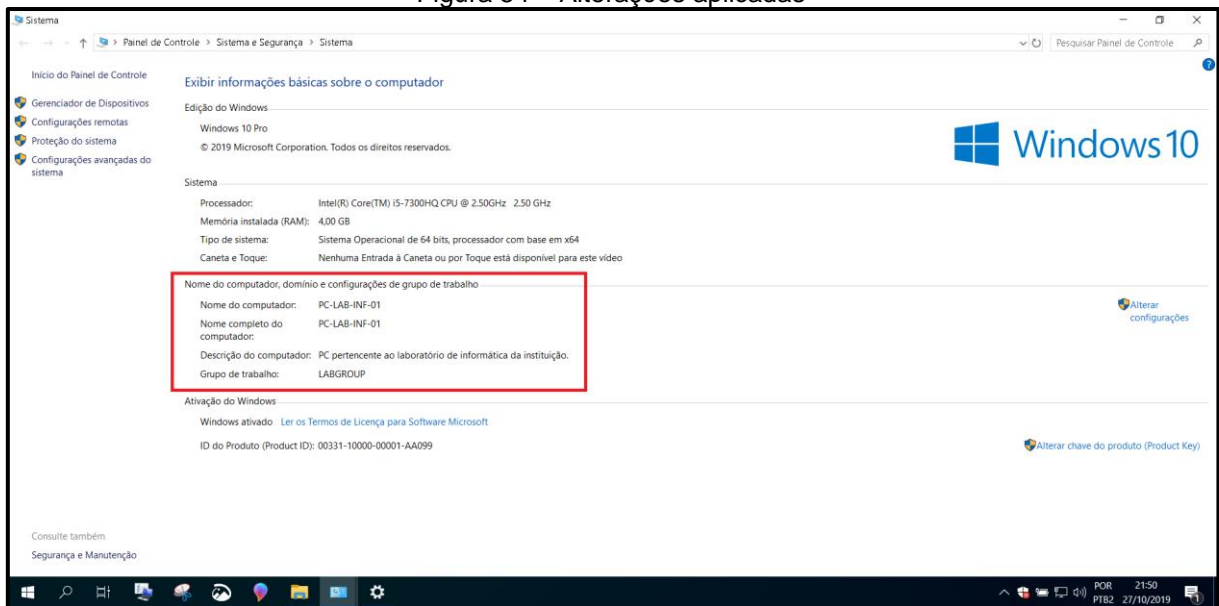 Sistema
Painel de Controle > Sistema e Segurança > Sistema
Pesquisar Painel de Controle
Início do Painel de Controle
Gerenciador de Dispositivos
Configurações remotas
Proteção do sistema
Configurações avançadas do
sistema
Exibir informações básicas sobre o computador
Edição do Windows
Windows 10 Pro
© 2019 Microsoft Corporation. Todos os direitos reservados.
Windows 10
Sistema
Processador: Intel(R) Core(TM) i5-7300HQ CPU @ 2.50GHz 2.50 GHz
Memória instalada (RAM): 4,00 GB
Tipo de sistema: Sistema Operacional de 64 bits, processador com base em x64
Caneta e Toque: Nenhuma Entrada à Caneta ou por Toque está disponível para este vídeo
Nome do computador, domínio e configurações de grupo de trabalho
Nome do computador: PC-LAB-INF-01
Alterar
configurações
Nome completo do
computador: PC-LAB-INF-01
Descrição do computador: PC pertencente ao laboratório de informática da instituição.
Grupo de trabalho: LABGROUP
Ativação do Windows
Windows ativado Ler os Termos de Licença para Software Microsoft
ID do Produto (Product ID): 00331-10000-00001-AA099
Alterar chave do produto (Product Key)
Consulte também
Segurança e Manutenção
POR 21:50
PTB2 27/10/2019